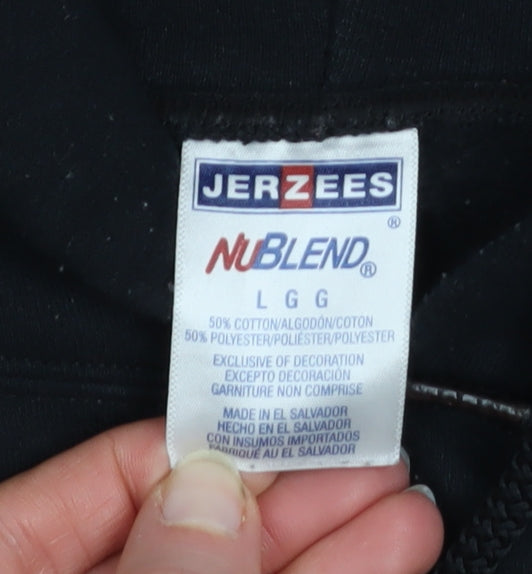 JERZEES
®
NUBLEND®
L G G
50% COTTON/ALGODÓN/COTON
50% POLYESTER/POLIÉSTER/POLYESTER
EXCLUSIVE OF DECORATION
EXCEPTO DECORACIÓN
GARNITURE NON COMPRISE
MADE IN EL SALVADOR
HECHO EN EL SALVADOR
CON INSUMOS IMPORTADOS
FABRIQUÉ AU EL SALVADOR